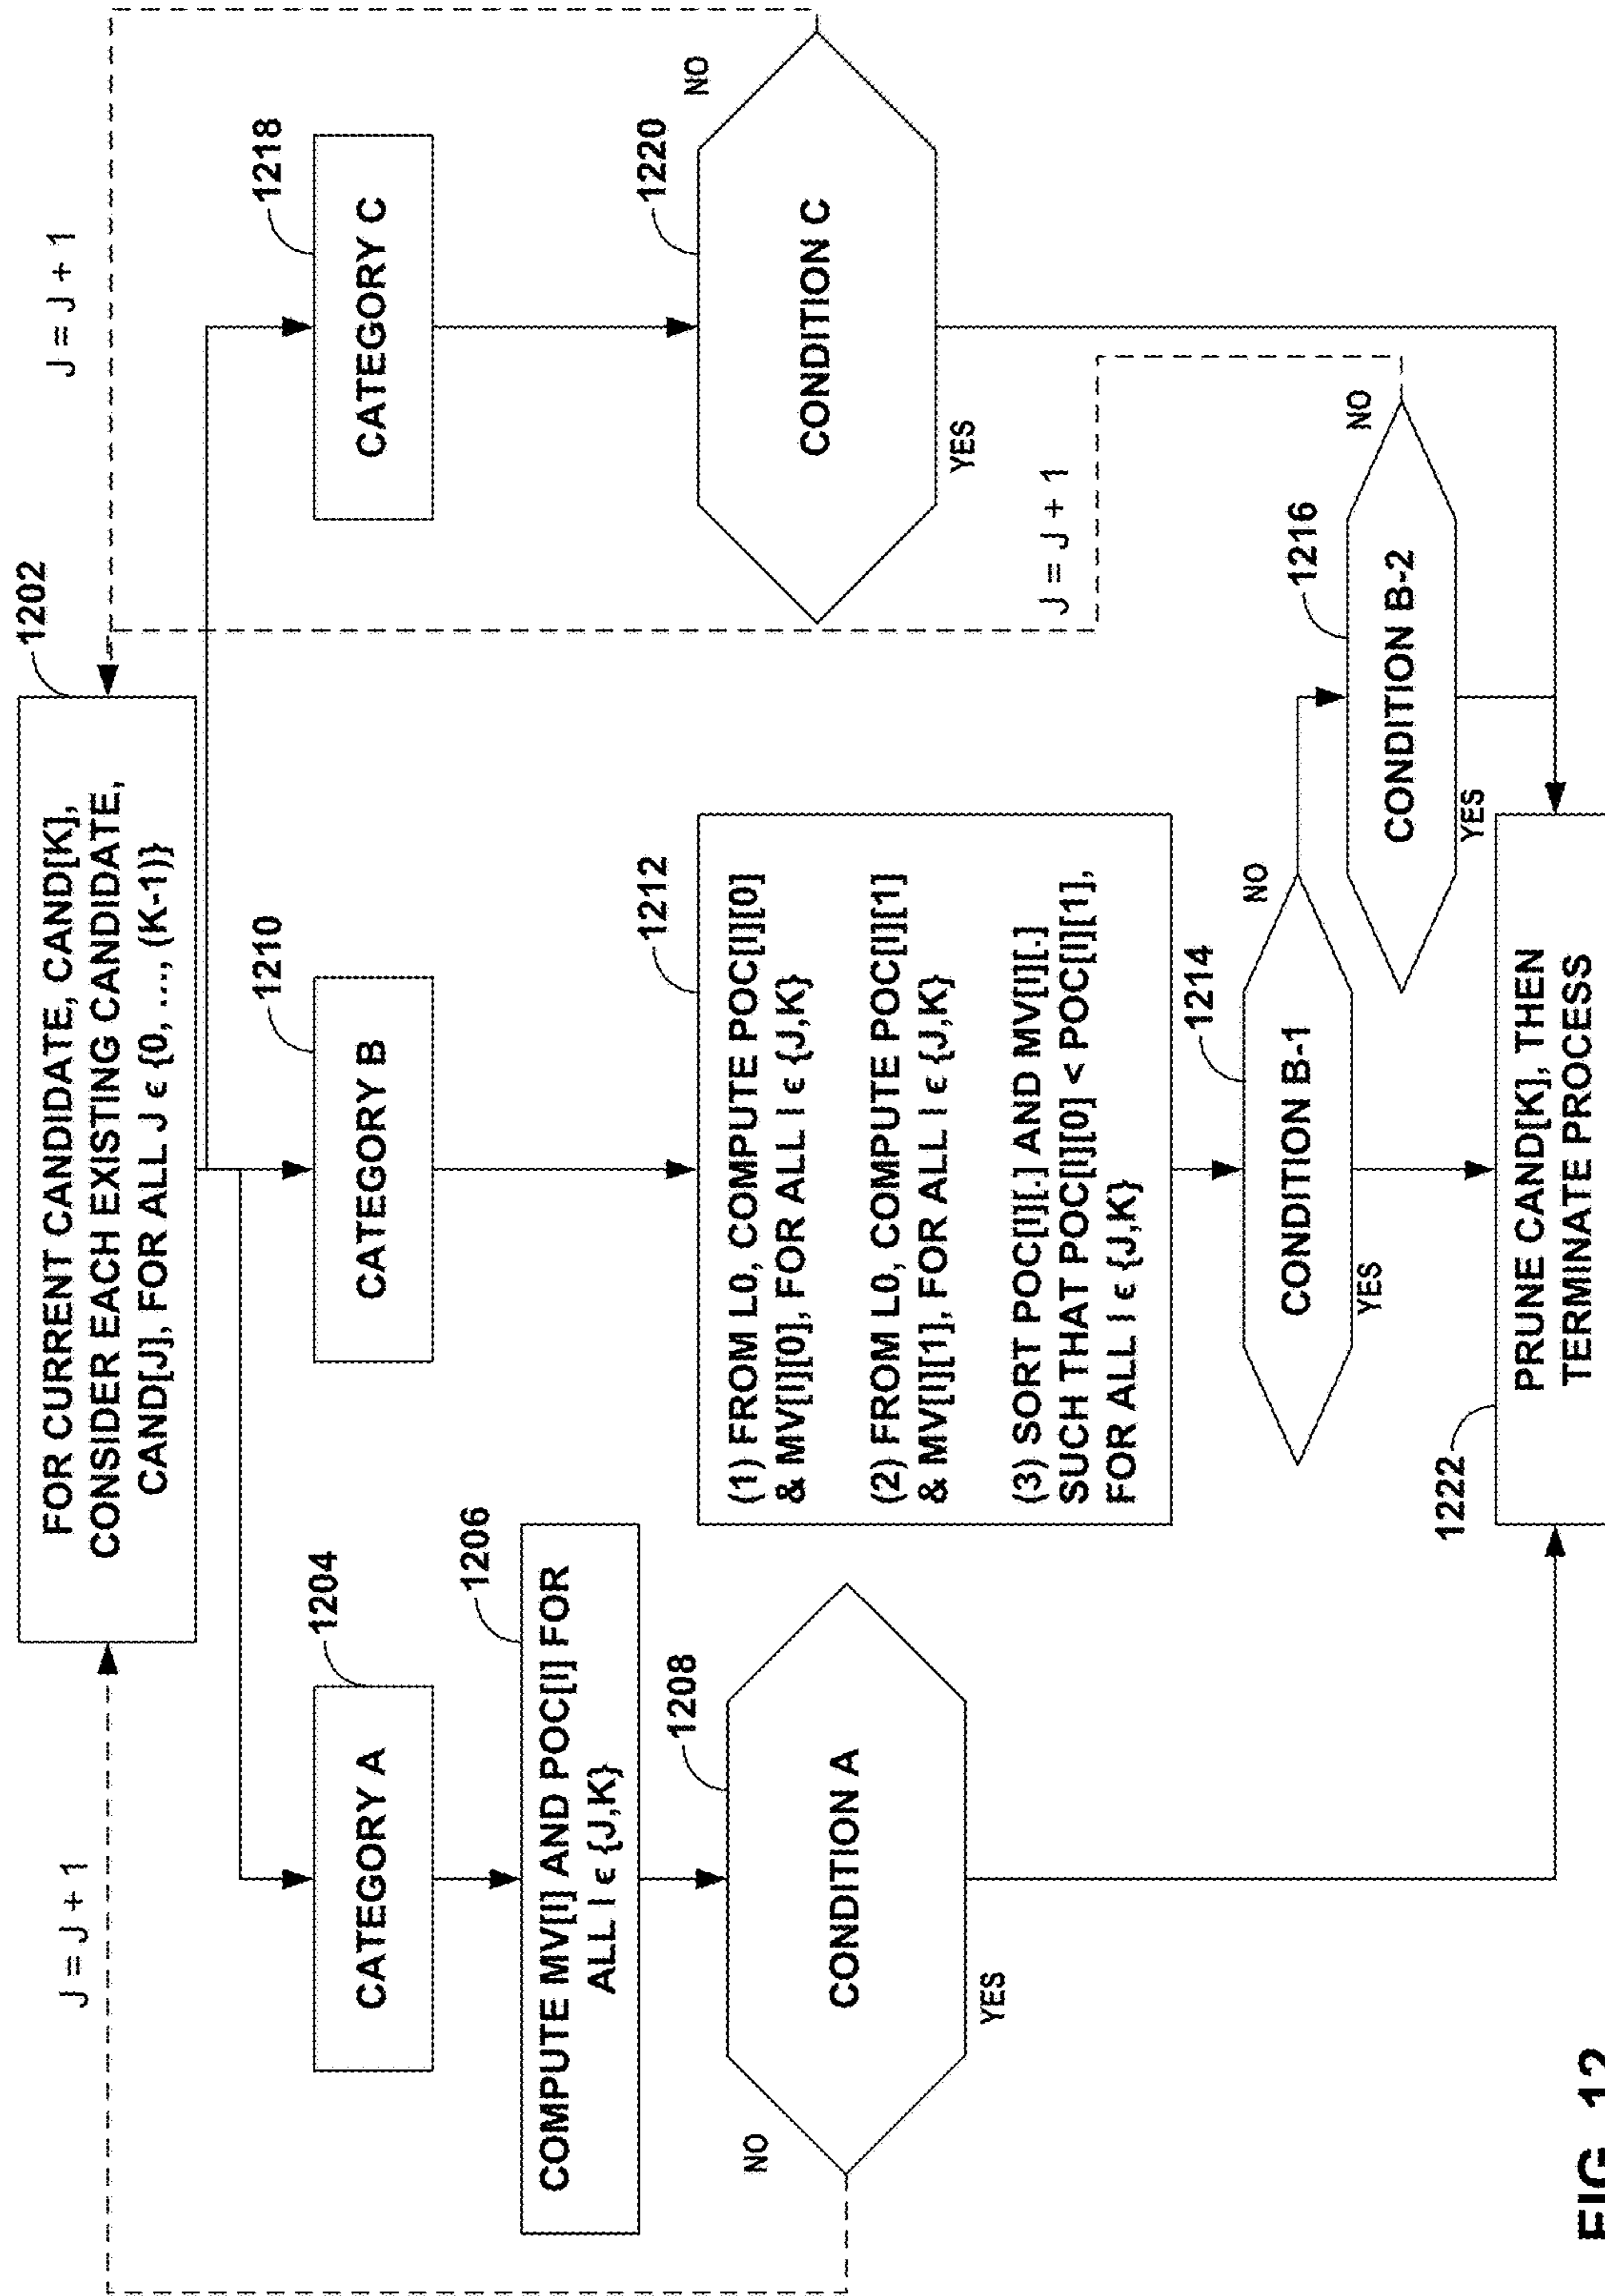 1202
FOR CURRENT CANDIDATE, CAND[K],
CONSIDER EACH EXISTING CANDIDATE,
CAND[J], FOR ALL J ϵ {0, ..., (K-1)}
J = J + 1
J = J + 1
1204
CATEGORY A
1206
COMPUTE MV[I] AND POC[I] FOR
ALL I ϵ {J,K}
1208
CONDITION A
NO
YES
1210
CATEGORY B
1212
(1) FROM L0, COMPUTE POC[I][0]
& MV[I][0], FOR ALL I ϵ {J,K}
(2) FROM L0, COMPUTE POC[I][1]
& MV[I][1], FOR ALL I ϵ {J,K}
(3) SORT POC[I][.] AND MV[I][.]
SUCH THAT POC[I][0] < POC[I][1],
FOR ALL I ϵ {J,K}
1214
CONDITION B-1
NO
YES
1216
CONDITION B-2
NO
YES
J = J + 1
1218
CATEGORY C
1220
CONDITION C
NO
YES
1222
PRUNE CAND[K], THEN
TERMINATE PROCESS
FIG. 12